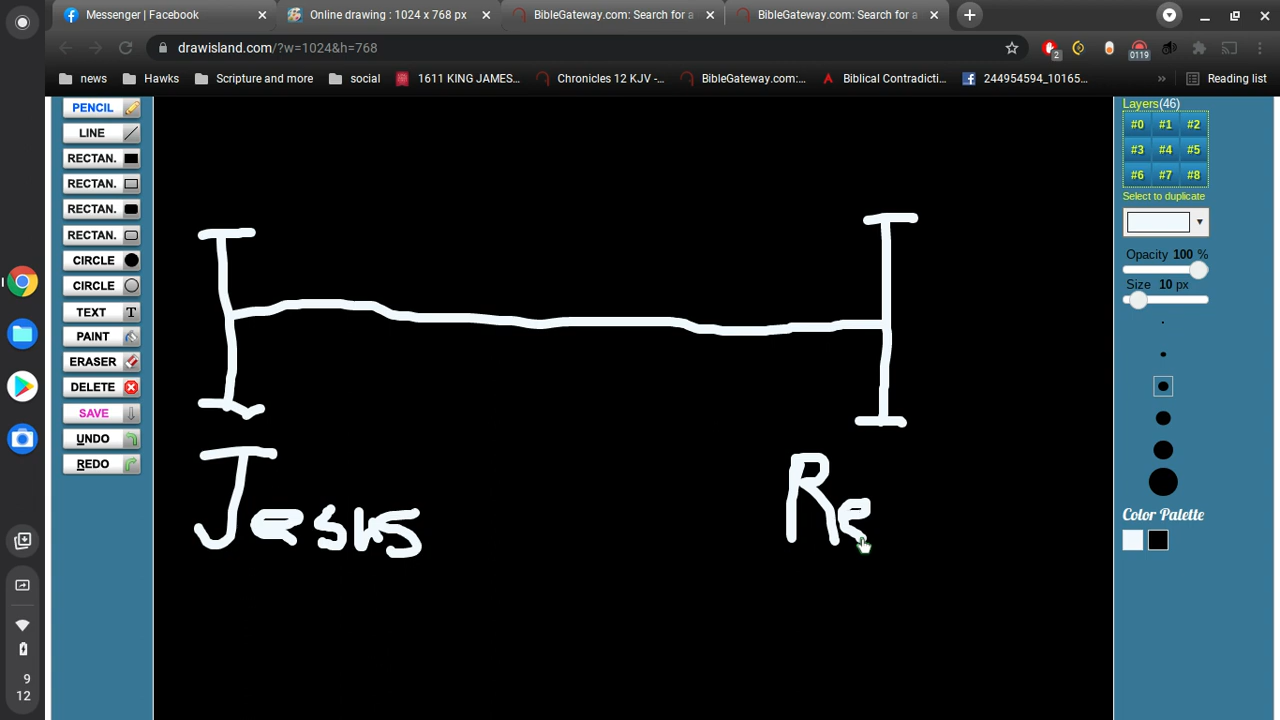 Messenger | Facebook
Online drawing : 1024 x 768 px
BibleGateway.com: Search for a
BibleGateway.com: Search for a
drawisland.com/?w=1024&h=768
2
0119
news
Hawks
Scripture and more
social
1611 KING JAMES...
Chronicles 12 KJV -...
BibleGateway.com:...
Biblical Contradicti...
244954594_10165...
»
Reading list
PENCIL
LINE
RECTAN.
RECTAN.
RECTAN.
RECTAN.
CIRCLE
CIRCLE
TEXT T
PAINT
ERASER
DELETE
SAVE
UNDO
REDO
Layers(46)
#0 #1 #2
#3 #4 #5
#6 #7 #8
Select to duplicate
Opacity 100 %
Size 10 px
Color Palette
Jesus
Re
9
12